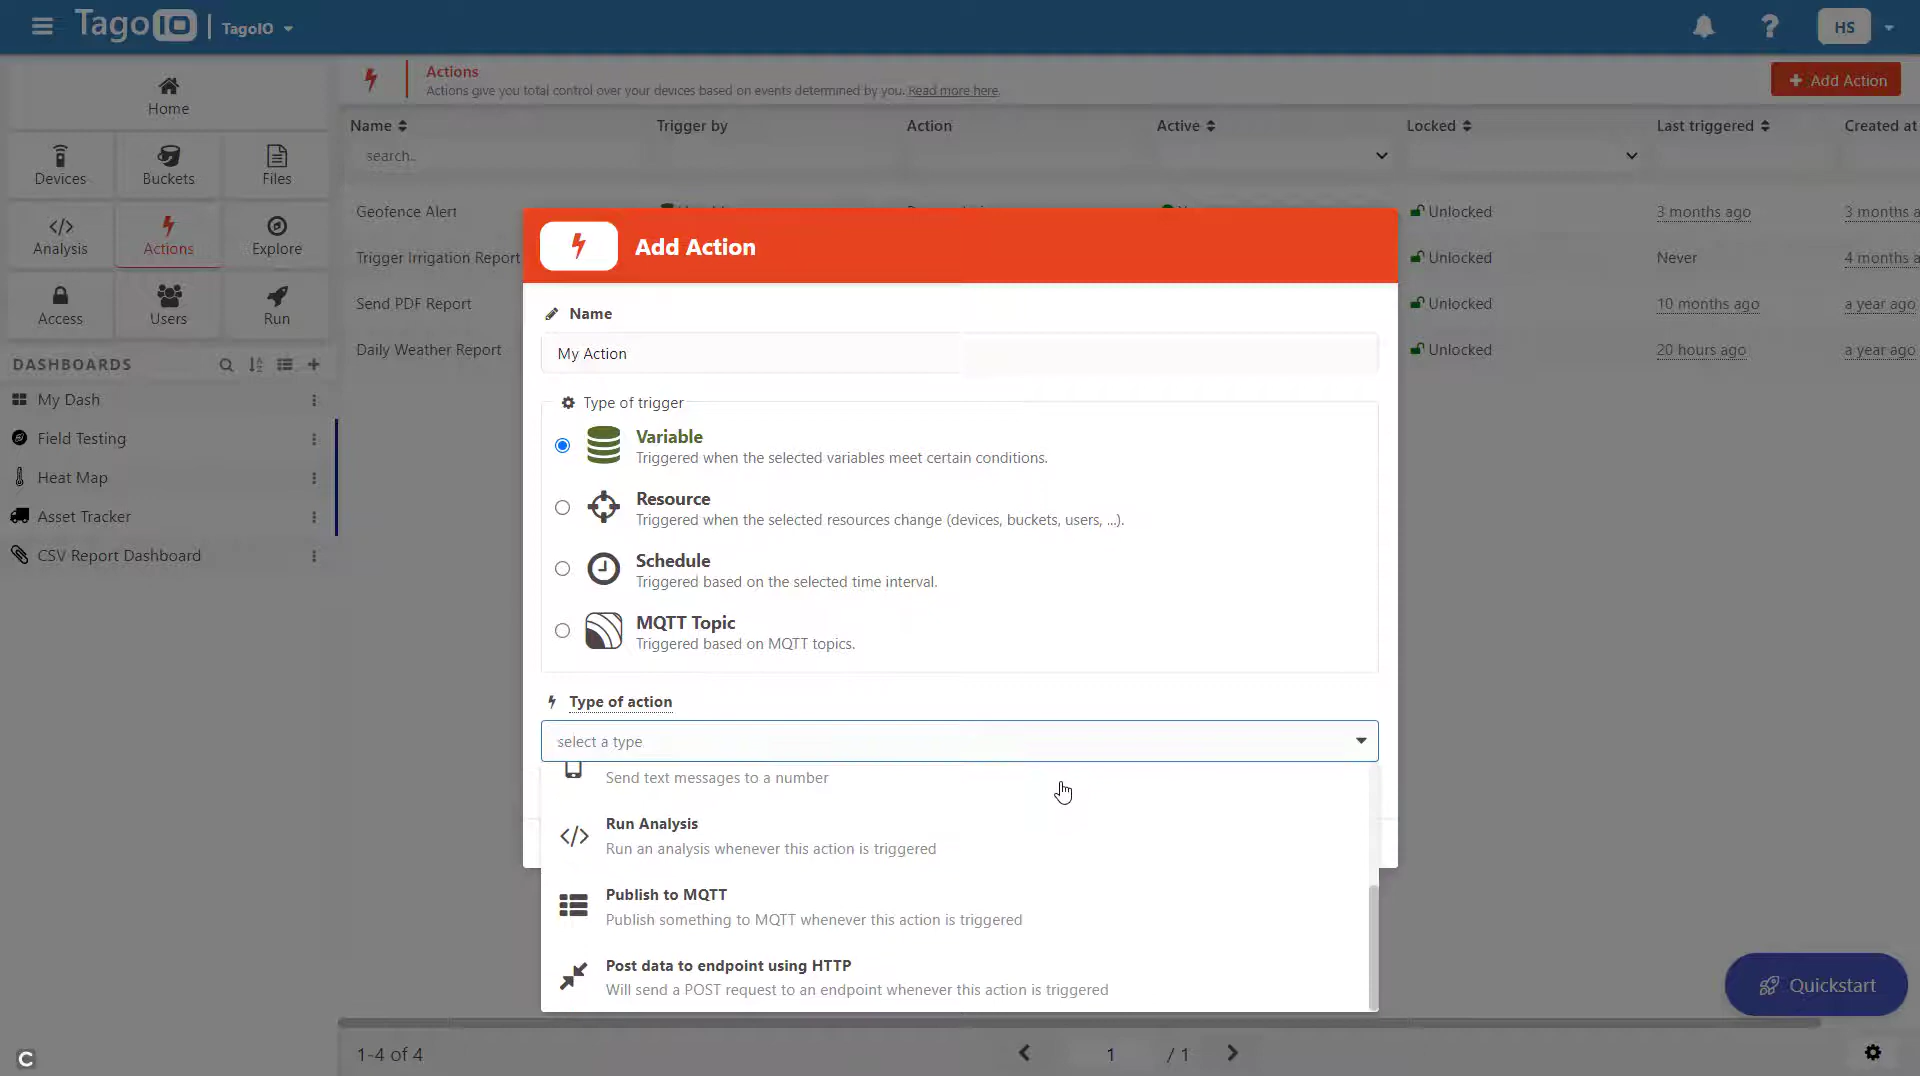 TagoIO | TagoIO
HS
Home
Devices
Buckets
Files
Analysis
Actions
Explore
Access
Users
Run
DASHBOARDS
My Dash
Field Testing
Heat Map
Asset Tracker
CSV Report Dashboard
Actions
Actions give you total control over your devices based on events determined by you. Read more here.
+ Add Action
Name
Trigger by
Action
Active
Locked
Last triggered
Created at
search..
Geofence Alert
Unlocked
3 months ago
3 months a
Trigger Irrigation Report
Unlocked
Never
4 months a
Send PDF Report
Unlocked
10 months ago
a year ago
Daily Weather Report
Unlocked
20 hours ago
a year ago
Add Action
Name
My Action
Type of trigger
Variable
Triggered when the selected variables meet certain conditions.
Resource
Triggered when the selected resources change (devices, buckets, users, ...).
Schedule
Triggered based on the selected time interval.
MQTT Topic
Triggered based on MQTT topics.
Type of action
select a type
Send text messages to a number
Run Analysis
Run an analysis whenever this action is triggered
Publish to MQTT
Publish something to MQTT whenever this action is triggered
Post data to endpoint using HTTP
Will send a POST request to an endpoint whenever this action is triggered
Quickstart
1-4 of 4
1
/ 1
C